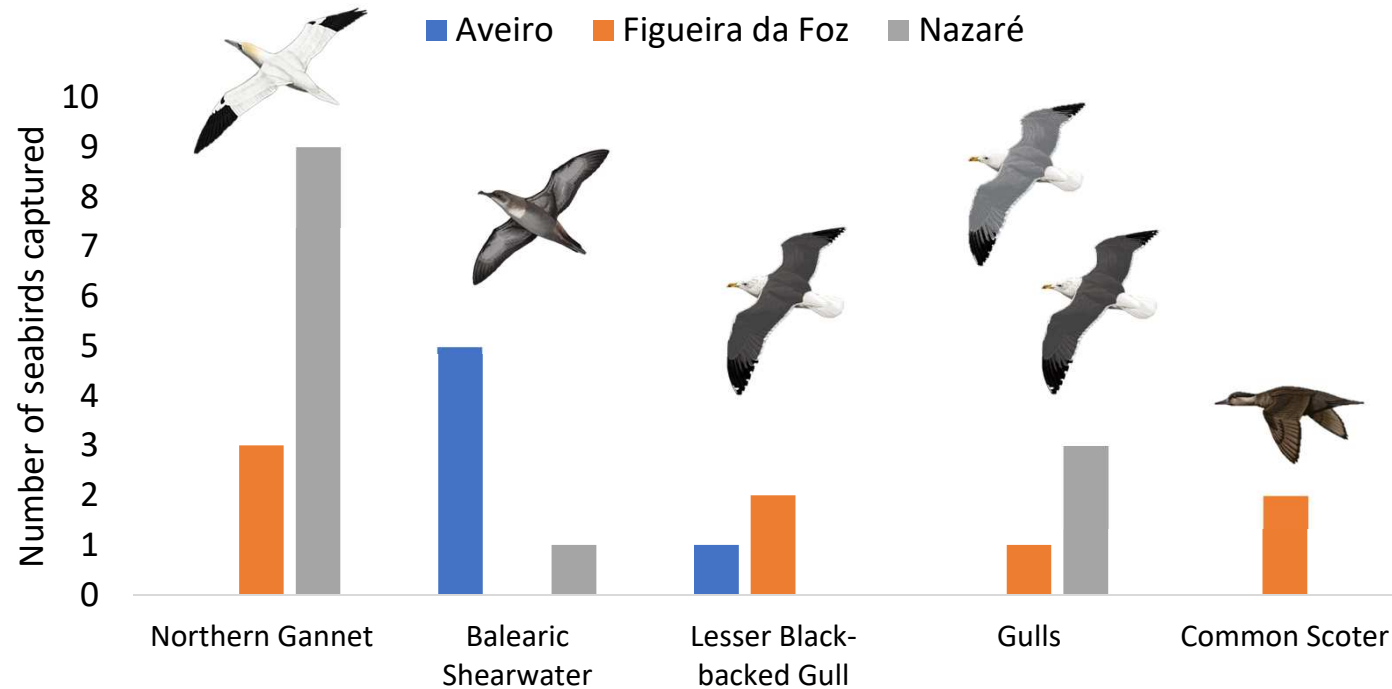 Aveiro Figueira da Foz Nazaré
Number of seabirds captured
10
9
8
7
6
5
4
3
2
1
0
Northern Gannet
Balearic
Shearwater
Lesser Black-
backed Gull
Gulls
Common Scoter